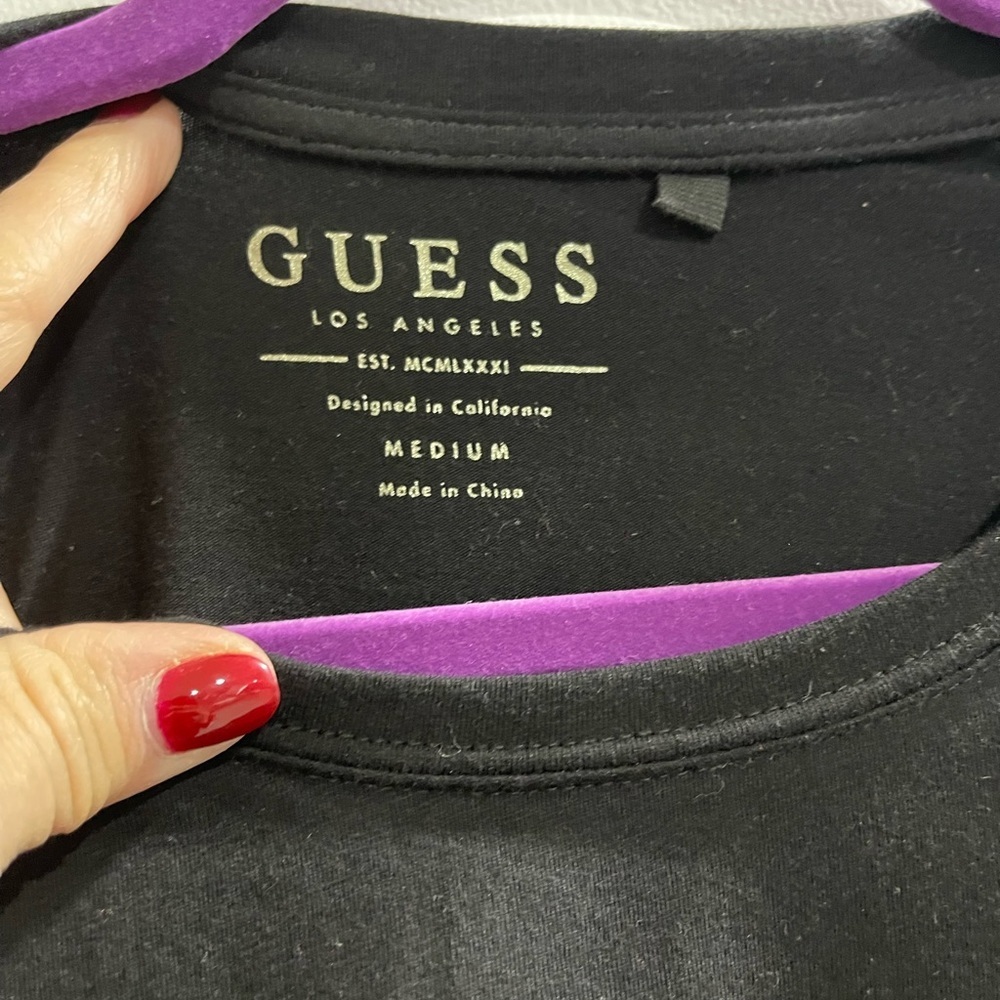 GUESS
LOS ANGELES
EST. MCMLXXXI
Designed in California
MEDIUM
Made in China